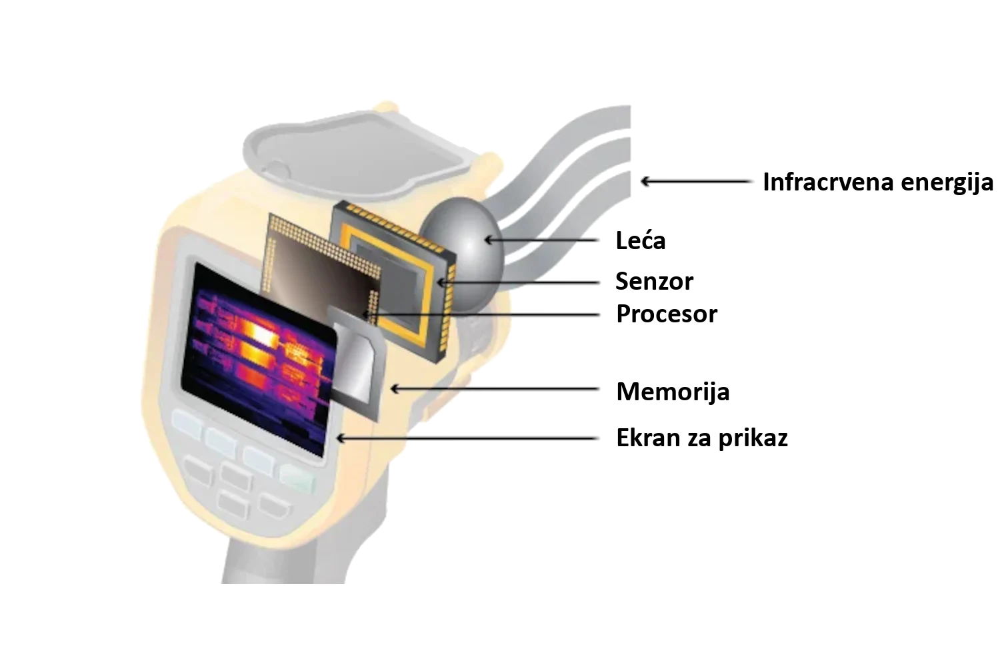 Infracrvena energija
Leća
Senzor
Procesor
Memorija
Ekran za prikaz